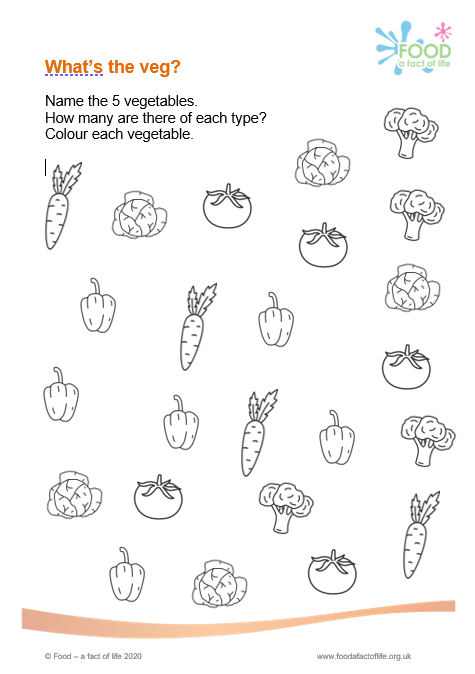 FOOD
a fact of life
What's the veg?
Name the 5 vegetables.
How many are there of each type?
Colour each vegetable.
© Food – a fact of life 2020
www.foodafactoflife.org.uk